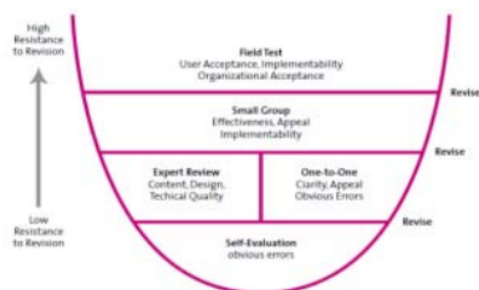 High
Resistance
to Revision
Field Test
User Acceptance, Implementability
Organizational Acceptance
Revise
Small Group
Effectiveness, Appeal
Implementability
Revise
Expert Review
Content, Design,
Techical Quality
One-to-One
Clarity, Appeal
Obvious Errors
Low
Resistance
to Revision
Revise
Self-Evaluation
obvious errors